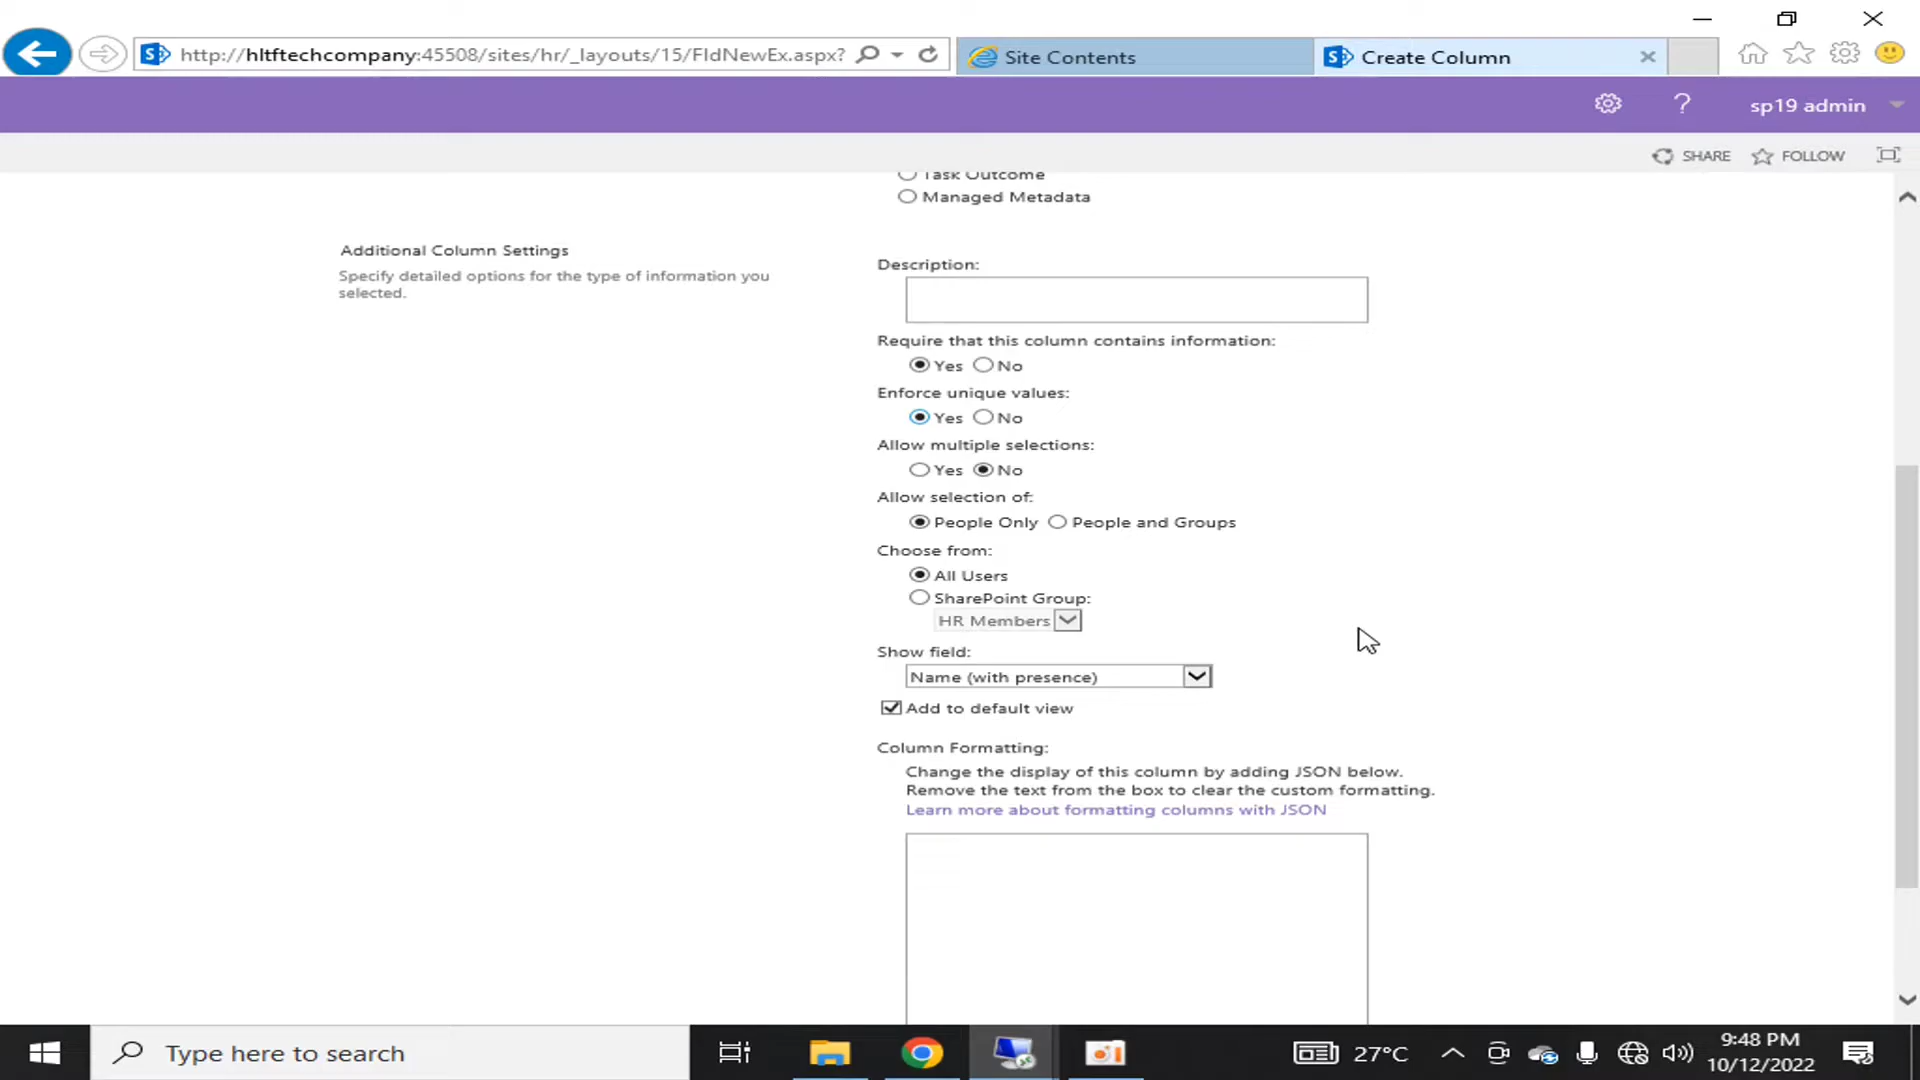 http://hltftechcompany:45508/sites/hr/_layouts/15/FldNewEx.aspx?
Site Contents
Create Column
sp19 admin
SHARE
FOLLOW
Task Outcome
Managed Metadata
Additional Column Settings
Specify detailed options for the type of information you
selected.
Description:
Require that this column contains information:
Yes No
Enforce unique values:
Yes No
Allow multiple selections:
Yes No
Allow selection of:
People Only People and Groups
Choose from:
All Users
SharePoint Group:
HR Members
Show field:
Name (with presence)
Add to default view
Column Formatting:
Change the display of this column by adding JSON below.
Remove the text from the box to clear the custom formatting.
Learn more about formatting columns with JSON
Type here to search
27°C
9:48 PM
10/12/2022